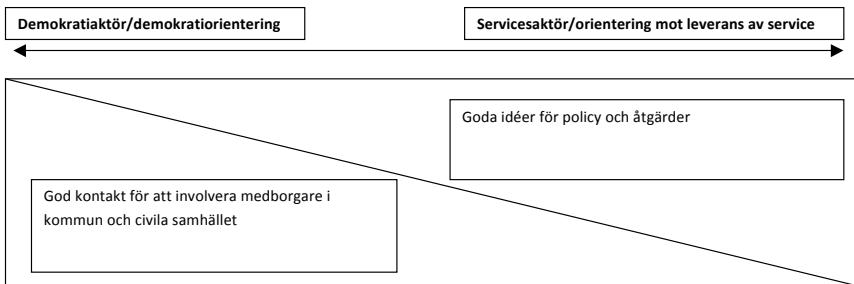 Demokratiaktör/demokratiorientering
Servicesaktör/orientering mot leverans av service
Goda idéer för policy och åtgärder
God kontakt för att involvera medborgare i
kommun och civila samhället